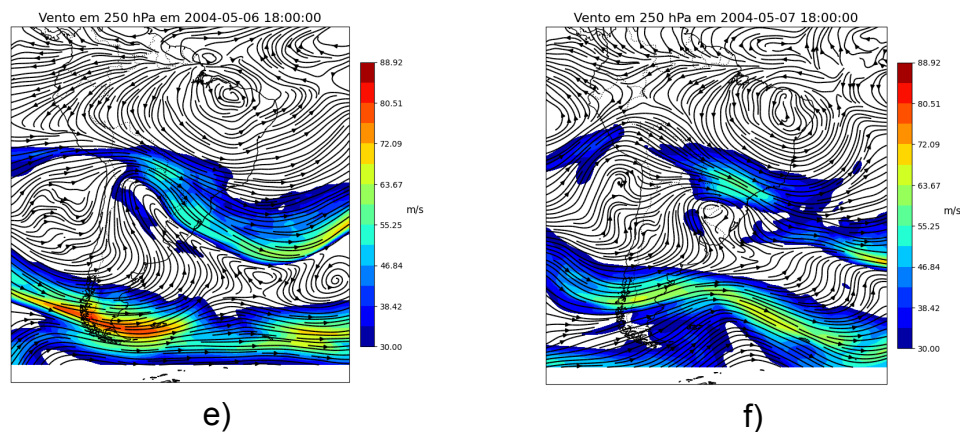 Vento em 250 hPa em 2004-05-06 18:00:00
88.92
80.51
72.09
63.67
m/s
55.25
46.84
38.42
30.00
e)
Vento em 250 hPa em 2004-05-07 18:00:00
88.92
80.51
72.09
63.67
m/s
55.25
46.84
38.42
30.00
f)